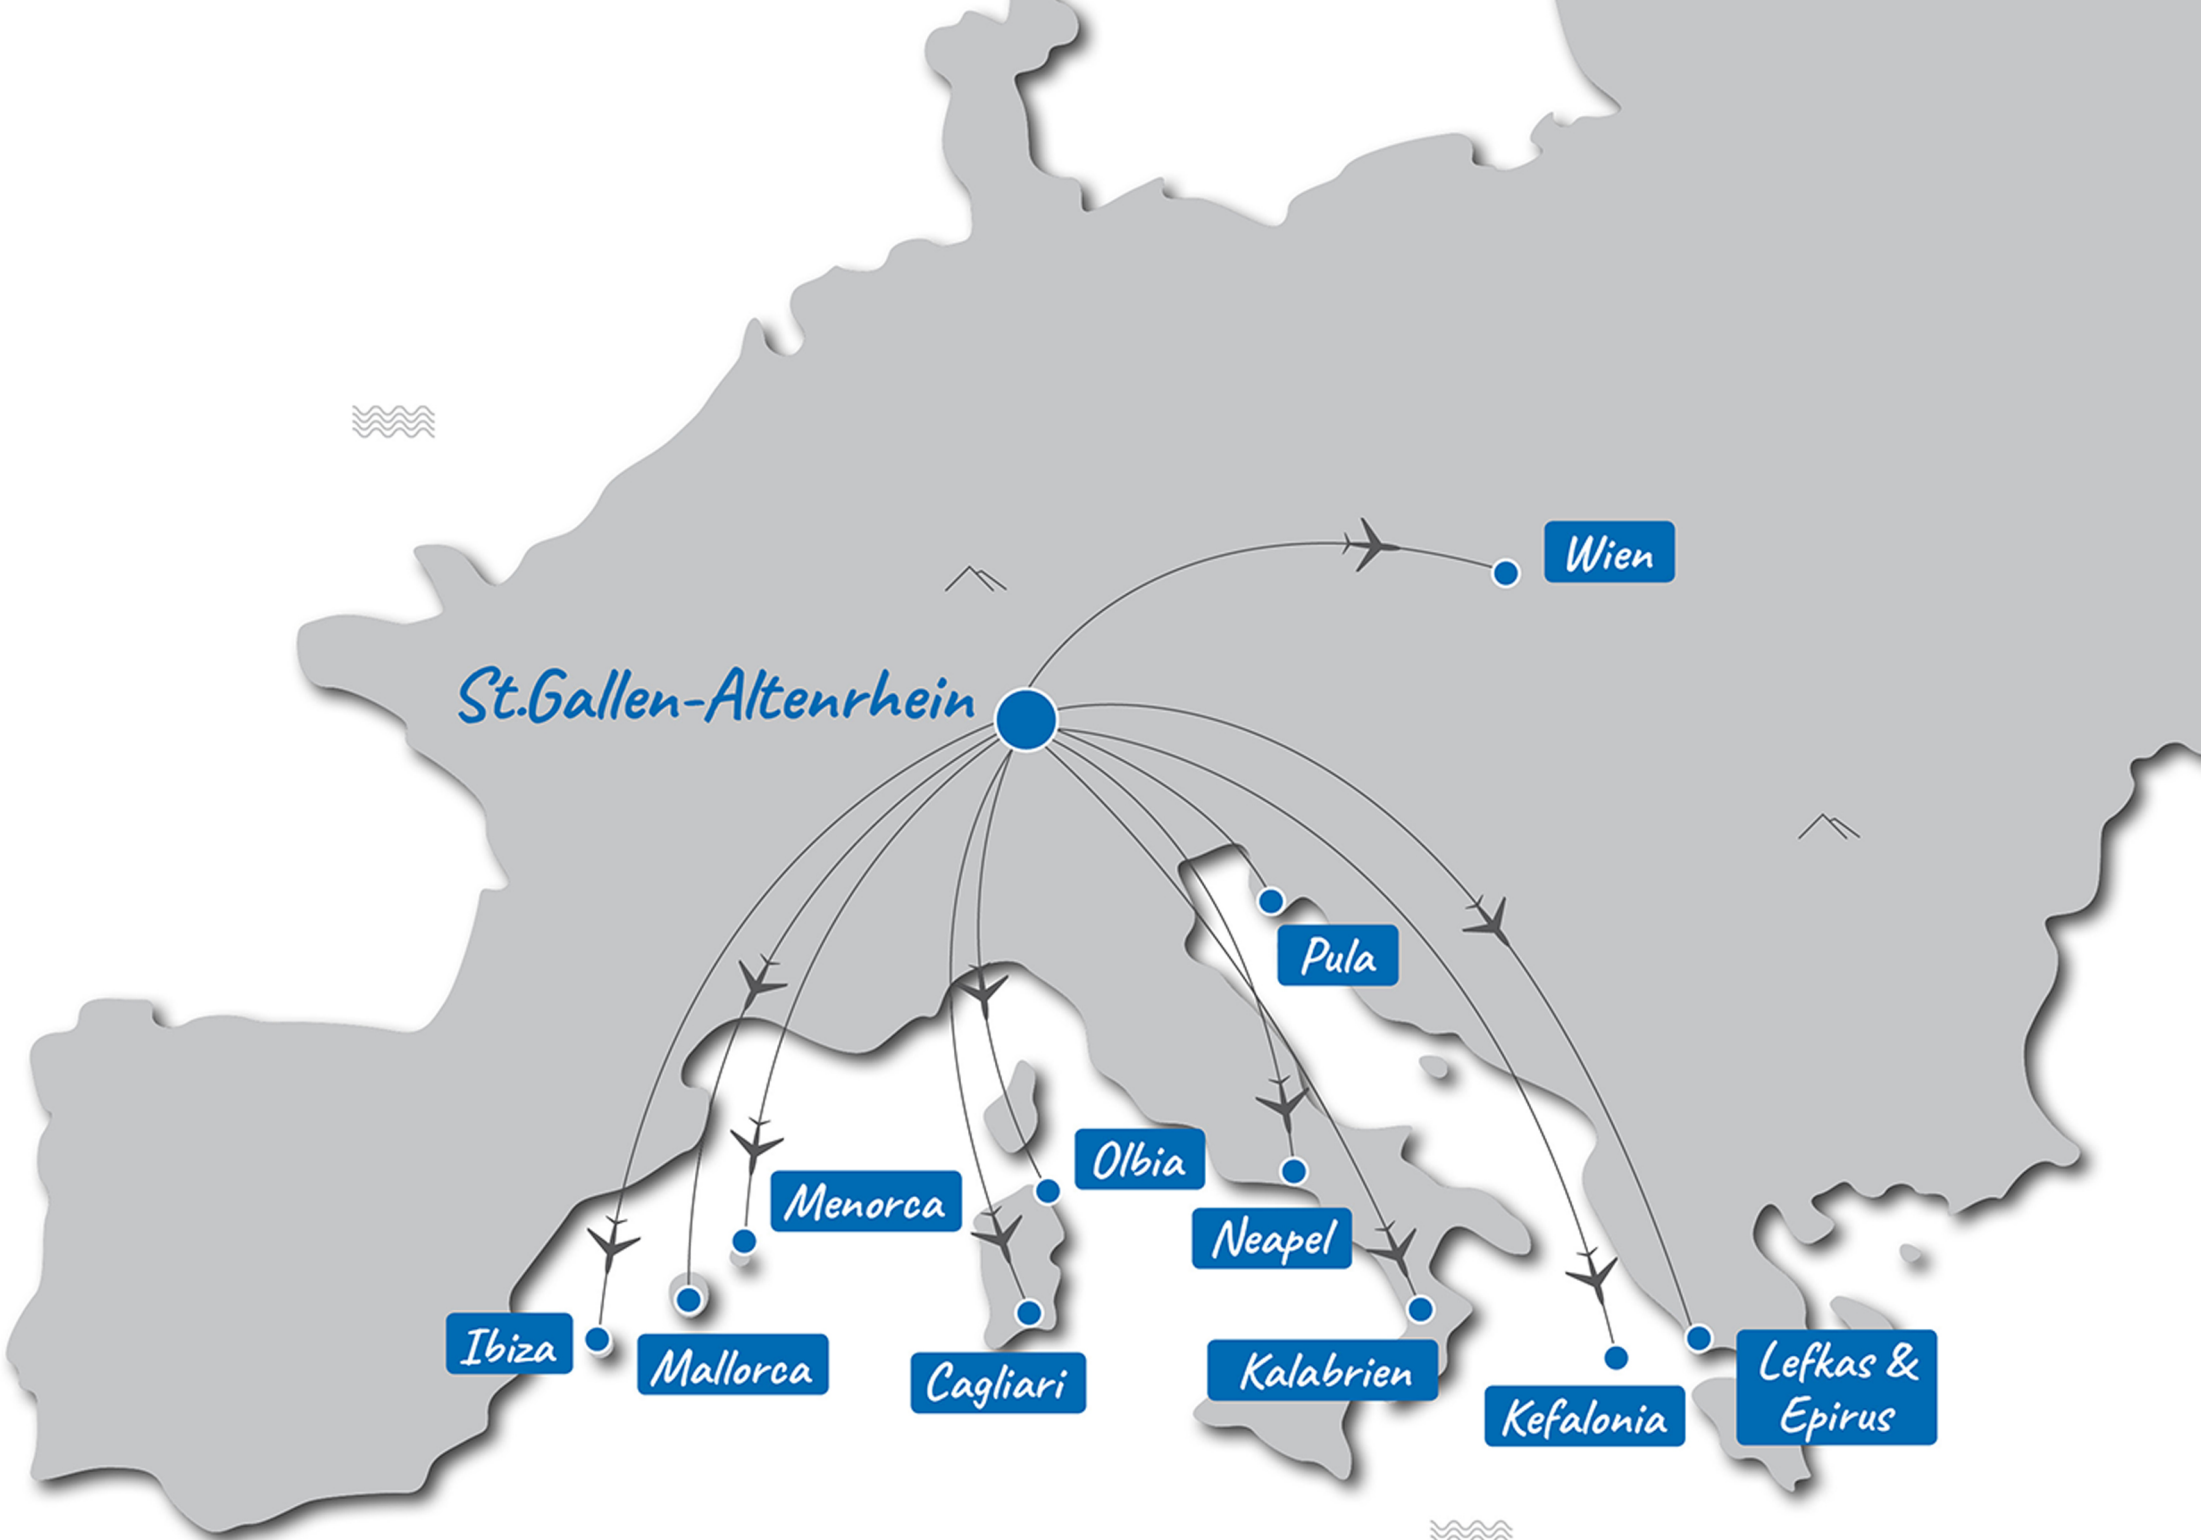 Wien
St.Gallen-Altenrhein
Pula
Olbia
Menorca
Neapel
Ibiza
Mallorca
Cagliari
Kalabrien
Lefkas &
Epirus
Kefalonia